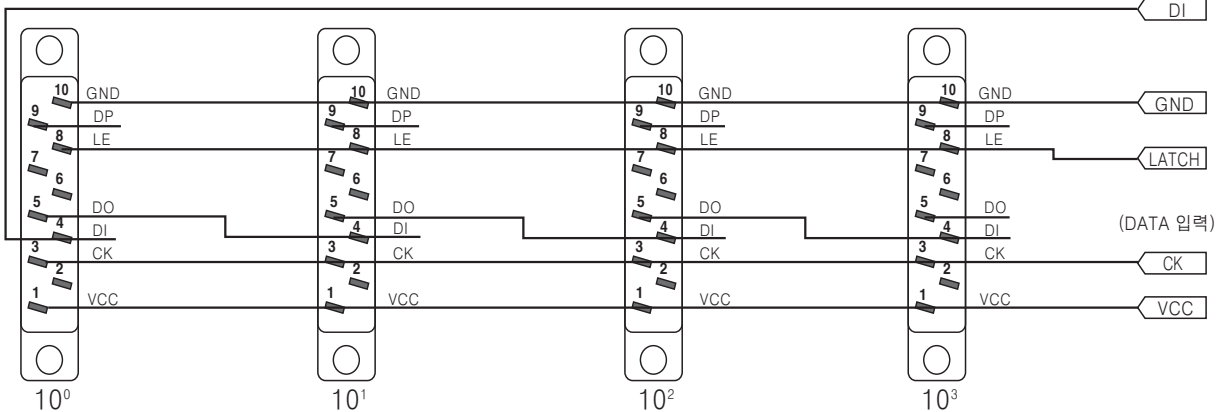 DI
10 GND 10 GND 10 GND 10 GND GND
9 DP 9 DP 9 DP 9 DP
8 LE 8 LE 8 LE 8 LE LATCH
7 7 7 7
6 6 6 6
5 DO 5 DO 5 DO 5 DO (DATA 입력)
4 DI 4 DI 4 DI 4 DI
3 CK 3 CK 3 CK 3 CK CK
2 2 2 2
1 VCC 1 VCC 1 VCC 1 VCC VCC
10⁰ 10¹ 10² 10³